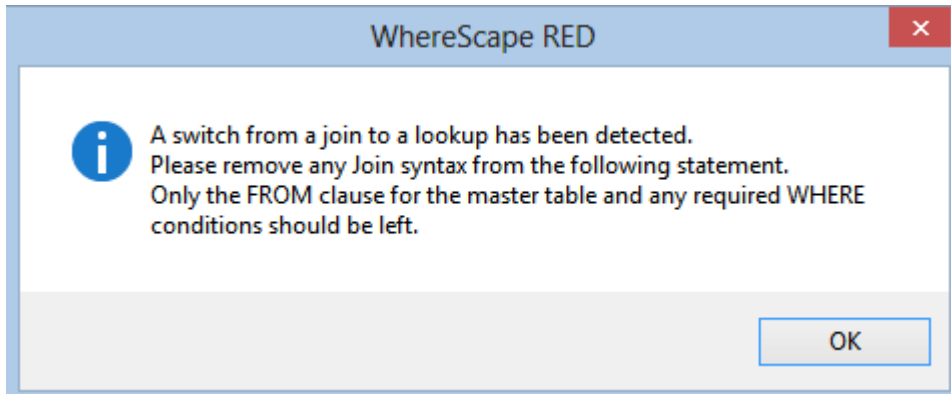 WhereScape RED
A switch from a join to a lookup has been detected.
Please remove any Join syntax from the following statement.
Only the FROM clause for the master table and any required WHERE
conditions should be left.
OK